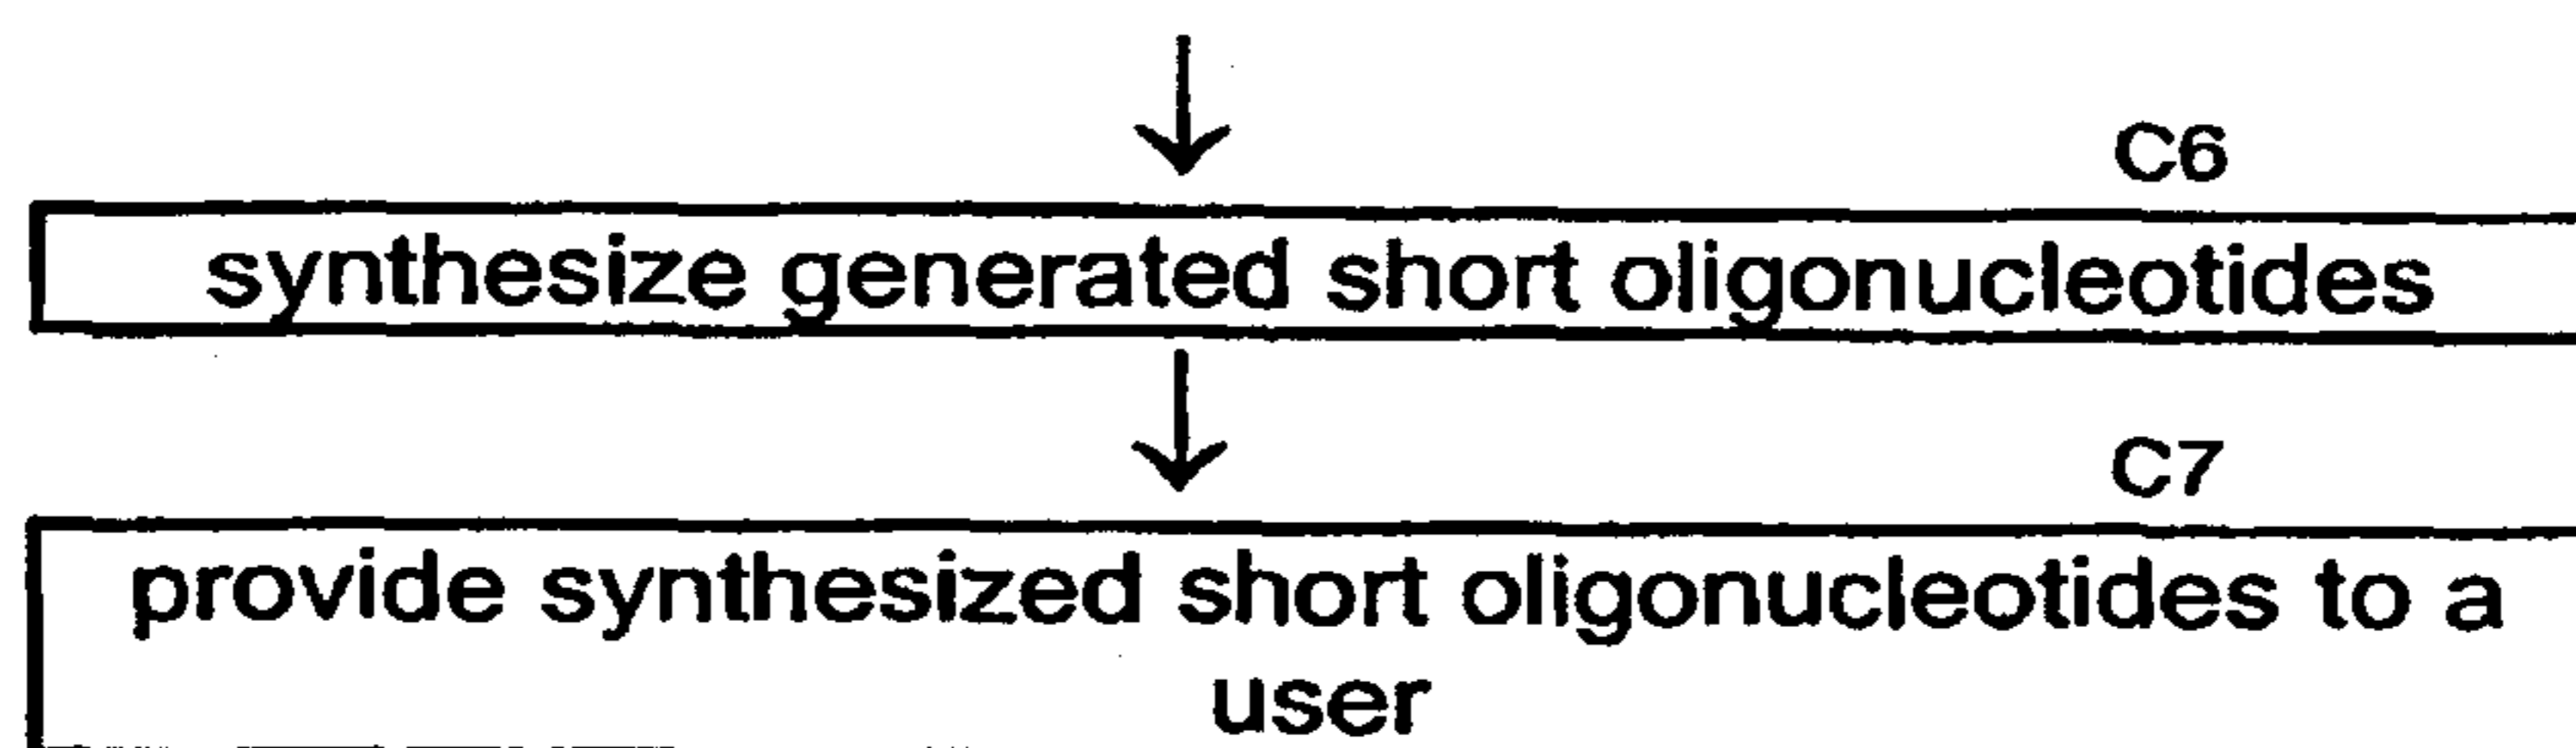 C6
synthesize generated short oligonucleotides
C7
provide synthesized short oligonucleotides to a
user